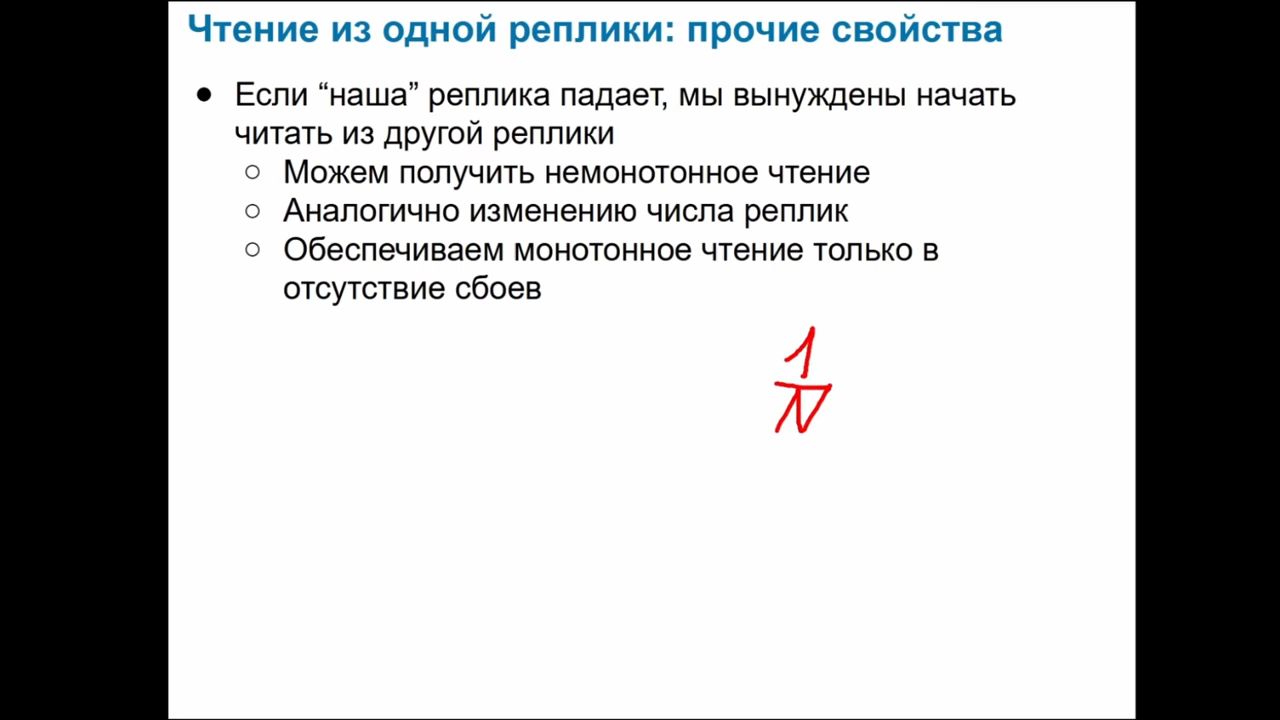 Чтение из одной реплики: прочие свойства
● Если “наша” реплика падает, мы вынуждены начать
читать из другой реплики
○ Можем получить немонотонное чтение
○ Аналогично изменению числа реплик
○ Обеспечиваем монотонное чтение только в
отсутствие сбоев
1
N